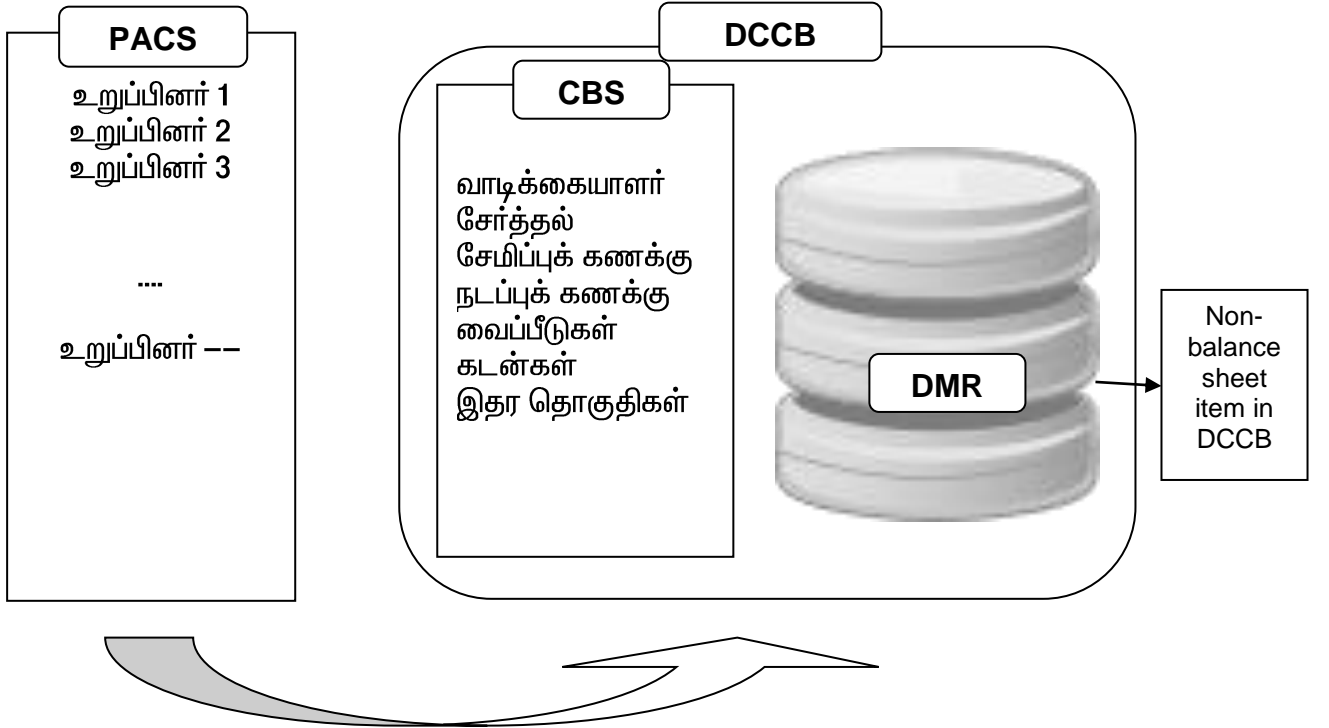 PACS
உறுப்பினர் 1
உறுப்பினர் 2
உறுப்பினர் 3
....
உறுப்பினர் --
DCCB
CBS
வாடிக்கையாளர்
சேர்த்தல்
சேமிப்புக் கணக்கு
நடப்புக் கணக்கு
வைப்பீடுகள்
கடன்கள்
இதர தொகுதிகள்
DMR
Non-
balance
sheet
item in
DCCB